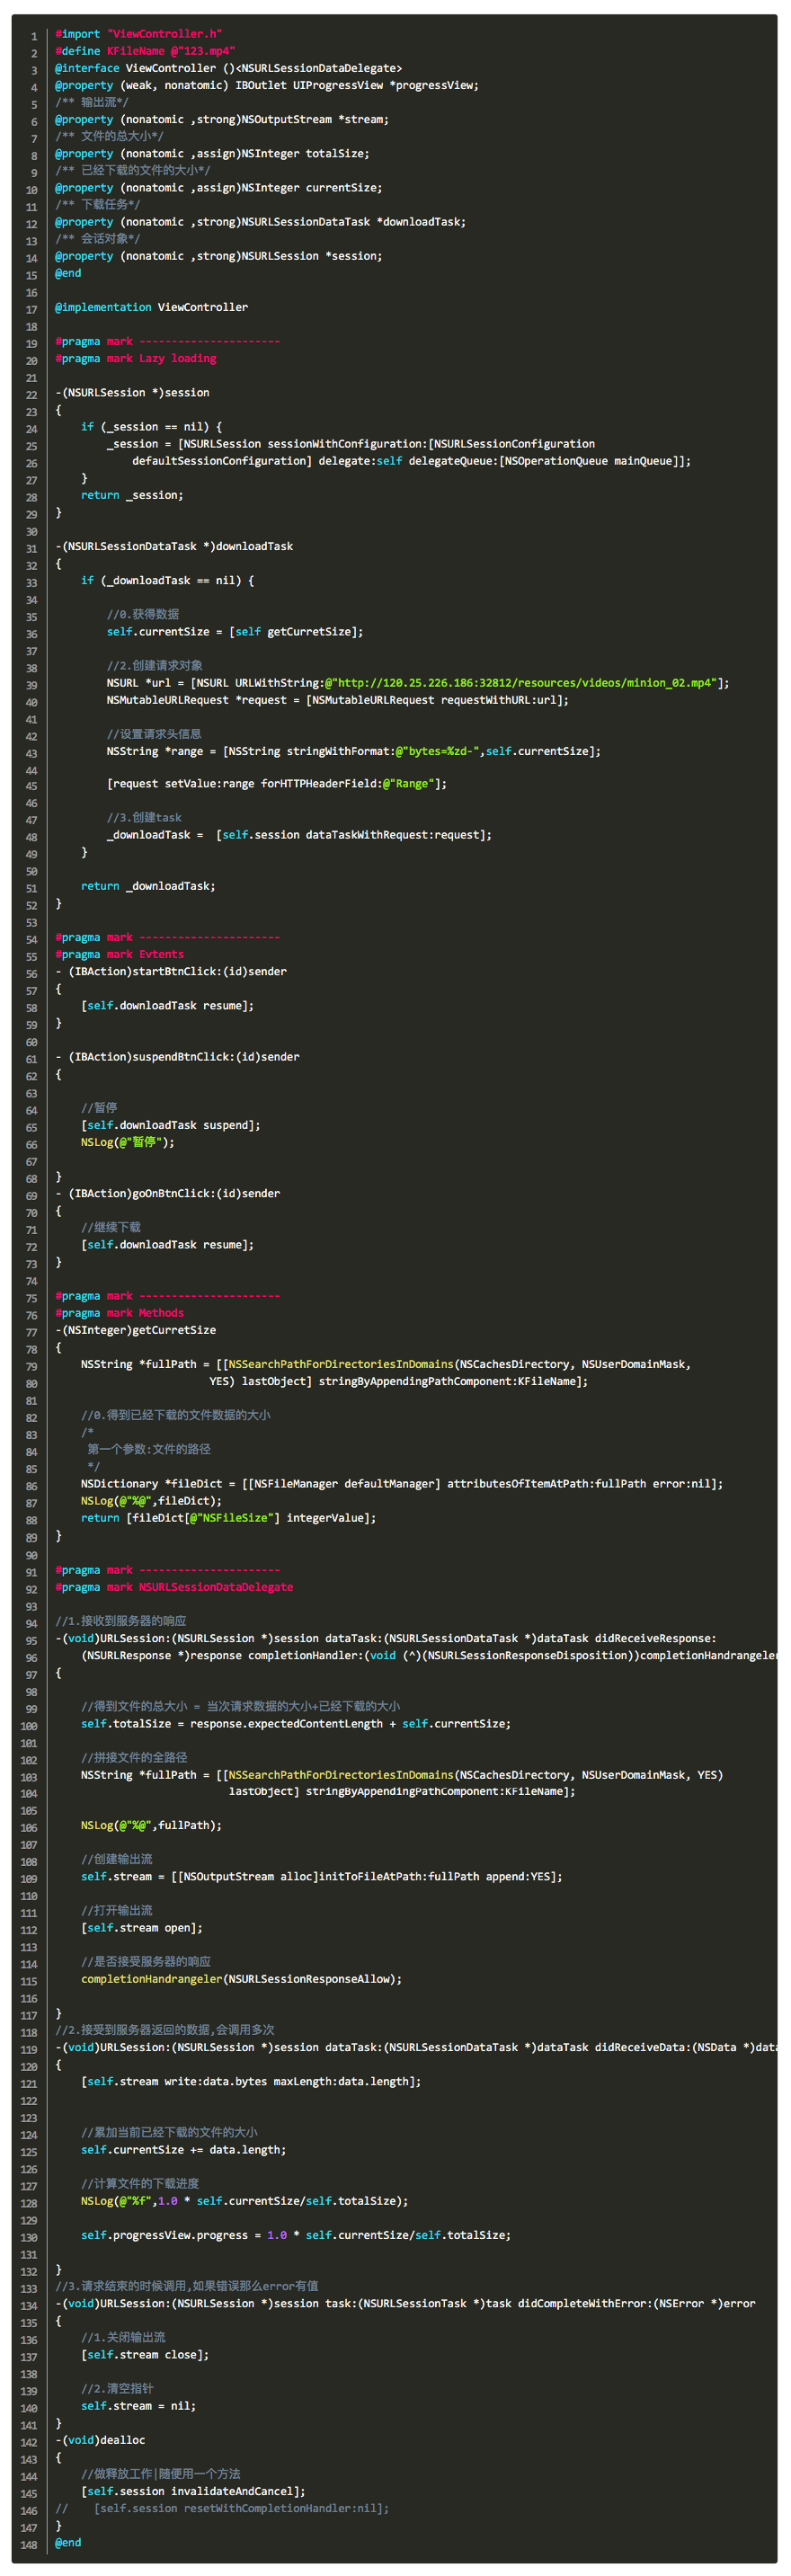 1 #import "ViewController.h"
2 #define KFileName @"123.mp4"
3 @interface ViewController ()<NSURLSessionDataDelegate>
4 @property (weak, nonatomic) IBOutlet UIProgressView *progressView;
5 /** 输出流*/
6 @property (nonatomic ,strong)NSOutputStream *stream;
7 /** 文件的总大小*/
8 @property (nonatomic ,assign)NSInteger totalSize;
9 /** 已经下载的文件的大小*/
10 @property (nonatomic ,assign)NSInteger currentSize;
11 /** 下载任务*/
12 @property (nonatomic ,strong)NSURLSessionDataTask *downloadTask;
13 /** 会话对象*/
14 @property (nonatomic ,strong)NSURLSession *session;
15 @end
16
17 @implementation ViewController
18
19 #pragma mark ----------------------
20 #pragma mark Lazy loading
21
22 -(NSURLSession *)session
23 {
24     if (_session == nil) {
25         _session = [NSURLSession sessionWithConfiguration:[NSURLSessionConfiguration
26             defaultSessionConfiguration] delegate:self delegateQueue:[NSOperationQueue mainQueue]];
27     }
28     return _session;
29 }
30
31 -(NSURLSessionDataTask *)downloadTask
32 {
33     if (_downloadTask == nil) {
34
35         //0.获得数据
36         self.currentSize = [self getCurretSize];
37
38         //2.创建请求对象
39         NSURL *url = [NSURL URLWithString:@"http://120.25.226.186:32812/resources/videos/minion_02.mp4"];
40         NSMutableURLRequest *request = [NSMutableURLRequest requestWithURL:url];
41
42         //设置请求头信息
43         NSString *range = [NSString stringWithFormat:@"bytes=%zd-",self.currentSize];
44
45         [request setValue:range forHTTPHeaderField:@"Range"];
46
47         //3.创建task
48         _downloadTask =  [self.session dataTaskWithRequest:request];
49     }
50
51     return _downloadTask;
52 }
53
54 #pragma mark ----------------------
55 #pragma mark Evtents
56 - (IBAction)startBtnClick:(id)sender
57 {
58     [self.downloadTask resume];
59 }
60
61 - (IBAction)suspendBtnClick:(id)sender
62 {
63
64     //暂停
65     [self.downloadTask suspend];
66     NSLog(@"暂停");
67
68 }
69 - (IBAction)goOnBtnClick:(id)sender
70 {
71     //继续下载
72     [self.downloadTask resume];
73 }
74
75 #pragma mark ----------------------
76 #pragma mark Methods
77 -(NSInteger)getCurretSize
78 {
79     NSString *fullPath = [[NSSearchPathForDirectoriesInDomains(NSCachesDirectory, NSUserDomainMask,
80                         YES) lastObject] stringByAppendingPathComponent:KFileName];
81
82     //0.得到已经下载的文件数据的大小
83     /*
84      第一个参数:文件的路径
85      */
86     NSDictionary *fileDict = [[NSFileManager defaultManager] attributesOfItemAtPath:fullPath error:nil];
87     NSLog(@"%@",fileDict);
88     return [fileDict[@"NSFileSize"] integerValue];
89 }
90
91 #pragma mark ----------------------
92 #pragma mark NSURLSessionDataDelegate
93
94 //1.接收到服务器的响应
95 -(void)URLSession:(NSURLSession *)session dataTask:(NSURLSessionDataTask *)dataTask didReceiveResponse:
96     (NSURLResponse *)response completionHandler:(void (^)(NSURLSessionResponseDisposition))completionHandrangeler
97 {
98
99     //得到文件的总大小 = 当次请求数据的大小+已经下载的大小
100     self.totalSize = response.expectedContentLength + self.currentSize;
101
102     //拼接文件的全路径
103     NSString *fullPath = [[NSSearchPathForDirectoriesInDomains(NSCachesDirectory, NSUserDomainMask, YES)
104                            lastObject] stringByAppendingPathComponent:KFileName];
105
106     NSLog(@"%@",fullPath);
107
108     //创建输出流
109     self.stream = [[NSOutputStream alloc]initToFileAtPath:fullPath append:YES];
110
111     //打开输出流
112     [self.stream open];
113
114     //是否接受服务器的响应
115     completionHandrangeler(NSURLSessionResponseAllow);
116
117 }
118 //2.接受到服务器返回的数据,会调用多次
119 -(void)URLSession:(NSURLSession *)session dataTask:(NSURLSessionDataTask *)dataTask didReceiveData:(NSData *)data
120 {
121     [self.stream write:data.bytes maxLength:data.length];
122
123
124     //累加当前已经下载的文件的大小
125     self.currentSize += data.length;
126
127     //计算文件的下载进度
128     NSLog(@"%f",1.0 * self.currentSize/self.totalSize);
129
130     self.progressView.progress = 1.0 * self.currentSize/self.totalSize;
131
132 }
133 //3.请求结束的时候调用,如果错误那么error有值
134 -(void)URLSession:(NSURLSession *)session task:(NSURLSessionTask *)task didCompleteWithError:(NSError *)error
135 {
136     //1.关闭输出流
137     [self.stream close];
138
139     //2.清空指针
140     self.stream = nil;
141 }
142 -(void)dealloc
143 {
144     //做释放工作|随便用一个方法
145     [self.session invalidateAndCancel];
146 //    [self.session resetWithCompletionHandler:nil];
147 }
148 @end